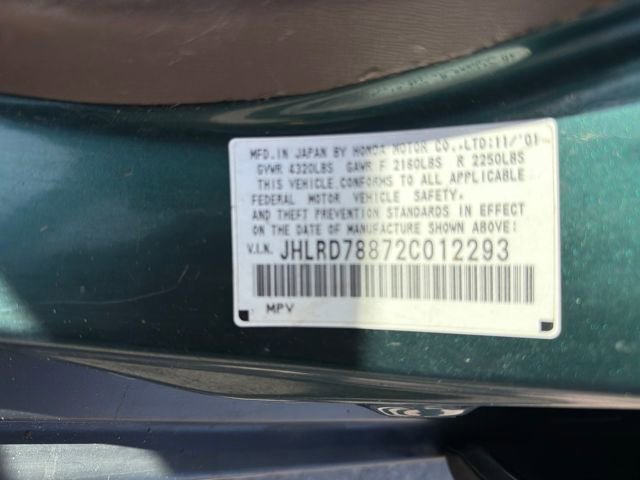 MFD.IN JAPAN BY HONDA MOTOR CO.,LTD:11/'01
GVWR 4320LBS GAWR F 2160LBS R 2250LBS
THIS VEHICLE CONFORMS TO ALL APPLICABLE
FEDERAL MOTOR VEHICLE SAFETY,
AND THEFT PREVENTION STANDARDS IN EFFECT
ON THE DATE OF MANUFACTURE SHOWN ABOVE:
V.I.N. JHLRD78872C012293
MPV